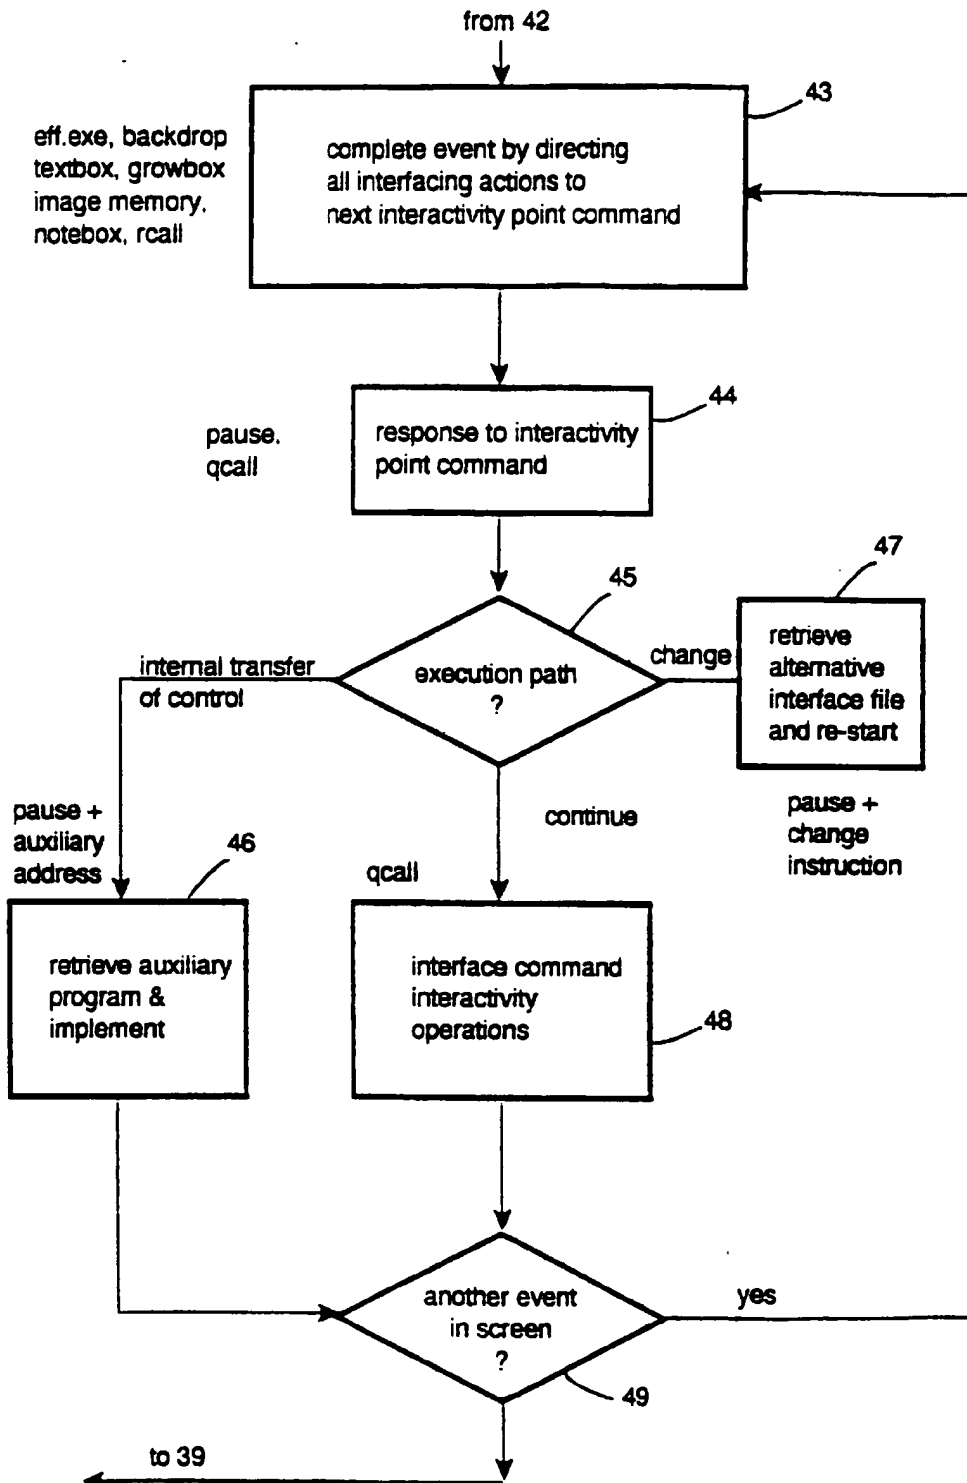 from 42
43
eff.exe, backdrop
textbox, growbox
image memory,
notebox, rcall
complete event by directing
all interfacing actions to
next interactivity point command
44
pause.
qcall
response to interactivity
point command
45
47
internal transfer
of control
execution path
?
change
retrieve
alternative
interface file
and re-start
pause +
auxiliary
address
46
continue
qcall
pause +
change
instruction
retrieve auxiliary
program &
implement
interface command
interactivity
operations
48
another event
in screen
?
yes
49
to 39